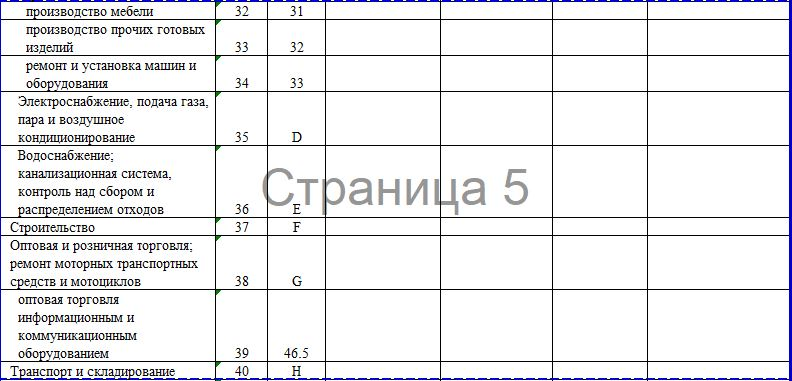 производство мебели 32 31
производство прочих готовых
изделий 33 32
ремонт и установка машин и
оборудования 34 33
Электроснабжение, подача газа,
пара и воздушное
кондиционирование 35 D
Водоснабжение;
канализационная система,
контроль над сбором и
распределением отходов 36 E
Страница 5
Строительство 37 F
Оптовая и розничная торговля;
ремонт моторных транспортных
средств и мотоциклов 38 G
оптовая торговля
информационным и
коммуникационным
оборудованием 39 46.5
Транспорт и складирование 40 H